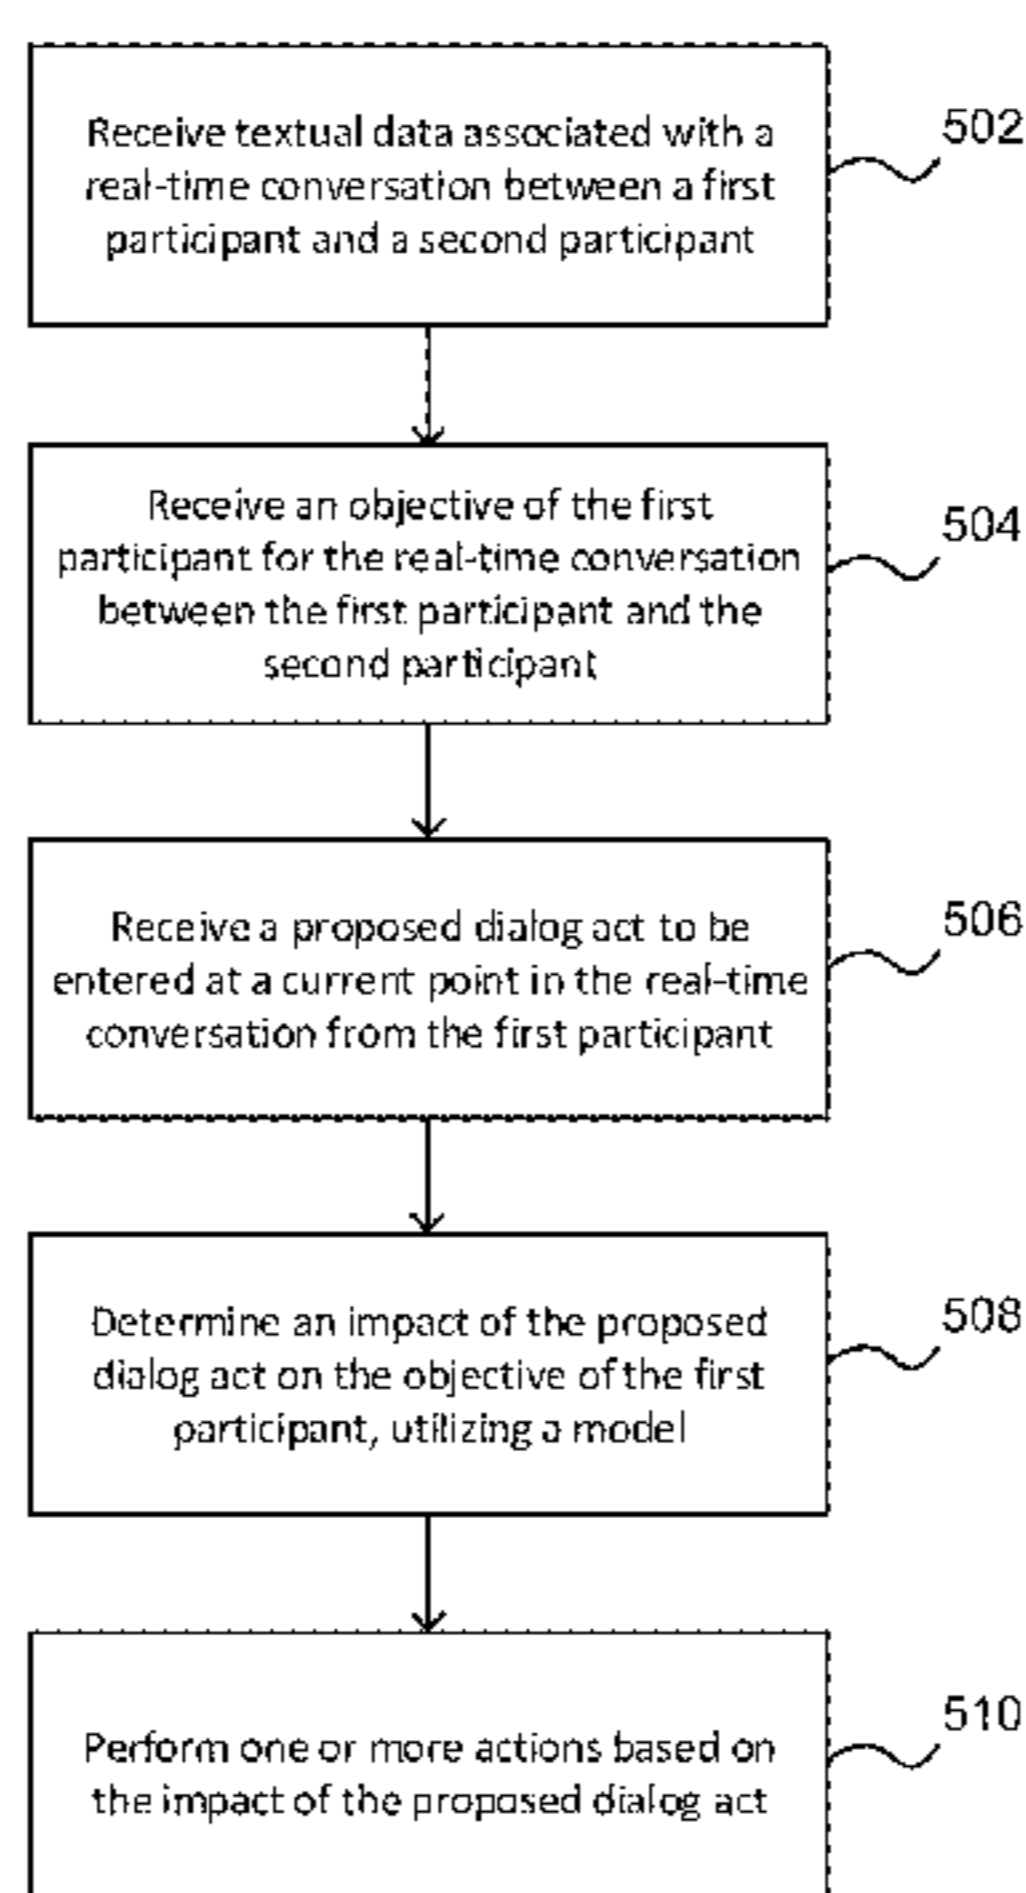 Receive textual data associated with a
real-time conversation between a first
participant and a second participant
502
Receive an objective of the first
participant for the real-time conversation
between the first participant and the
second participant
504
Receive a proposed dialog act to be
entered at a current point in the real-time
conversation from the first participant
506
Determine an impact of the proposed
dialog act on the objective of the first
participant, utilizing a model
508
Perform one or more actions based on
the impact of the proposed dialog act
510